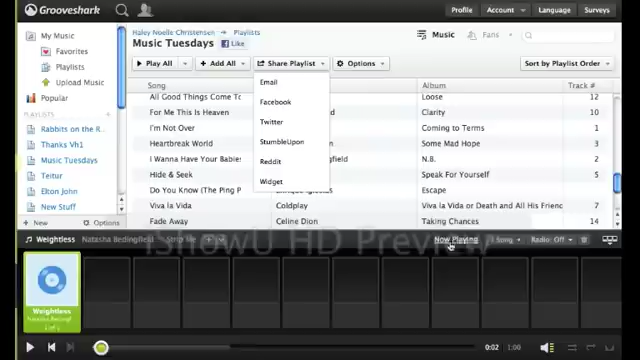 Grooveshark Profile Account Language Surveys
My Music
Favorites
Playlists
Upload Music
Popular
PLAYLISTS
Rabbits on the R...
Thanks Vh1
Music Tuesdays
Teitur
Elton John
New Stuff
+ New Options
Haley Noelle Christensen Playlists
Music Tuesdays Like
Music Fans
Play All + Add All Share Playlist Options Sort by Playlist Order
Email
Facebook
Twitter
StumbleUpon
Reddit
Widget
Song Album Track #
All Good Things Come To Loose 12
For Me This Is Heaven Clarity 10
I'm Not Over Coming to Terms 1
Heartbreak World Some Mad Hope 3
I Wanna Have Your Babies N.B. 2
Hide & Seek Speak For Yourself 5
Do You Know (The Ping P Escape
Viva la Vida Coldplay Viva la Vida or Death and All His Friend 7
Fade Away Celine Dion Taking Chances 14
Weightless Strip Me Now Playing Song Radio: Off
iShowU HD Preview
Weightless
0:02 1:00